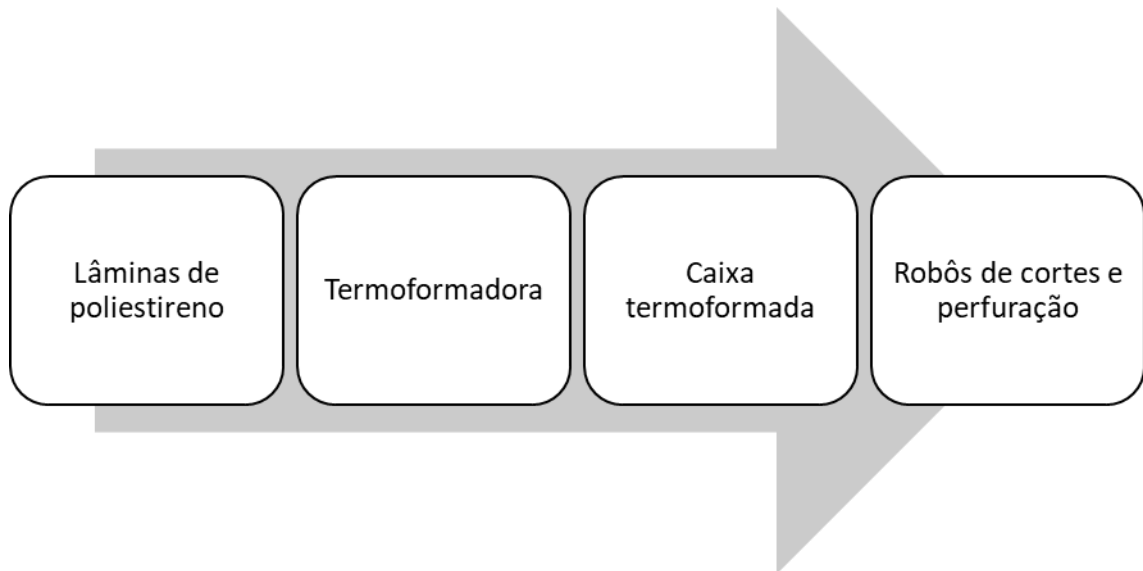 Lâminas de
poliestireno
Termoformadora
Caixa
termoformada
Robôs de cortes e
perfuração